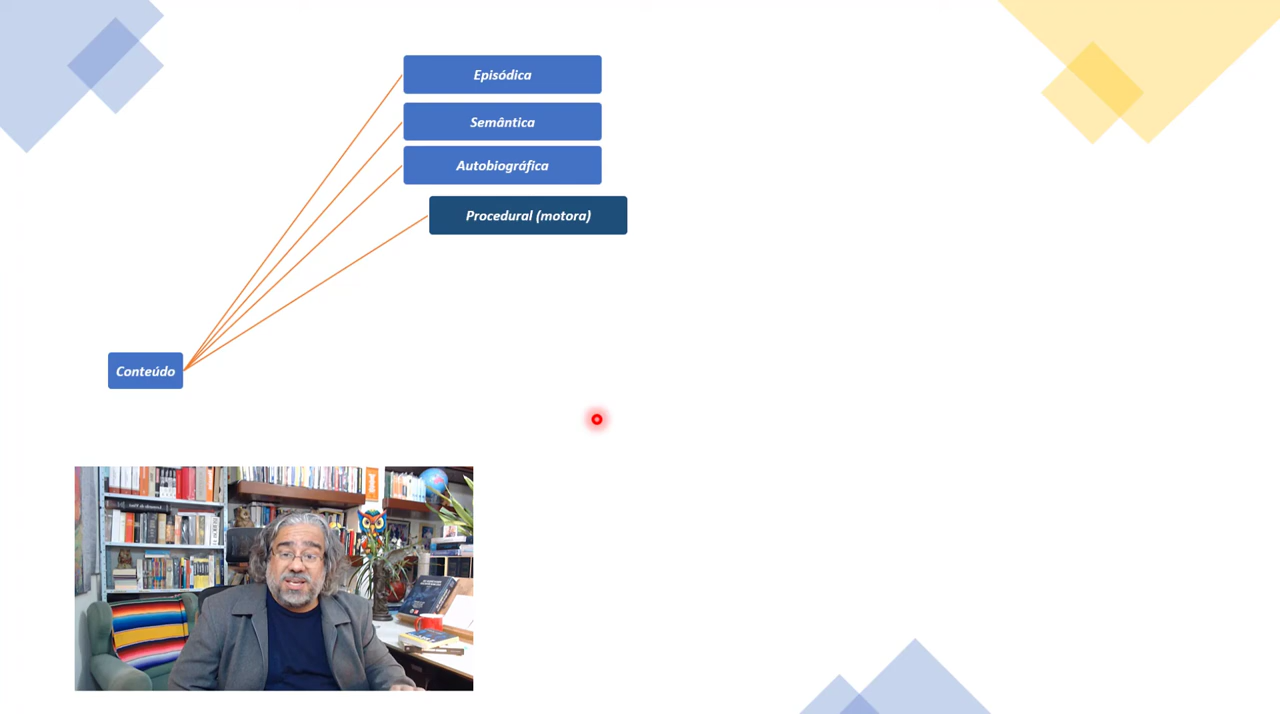 Episódica
Semântica
Autobiográfica
Procedural (motora)
Conteúdo